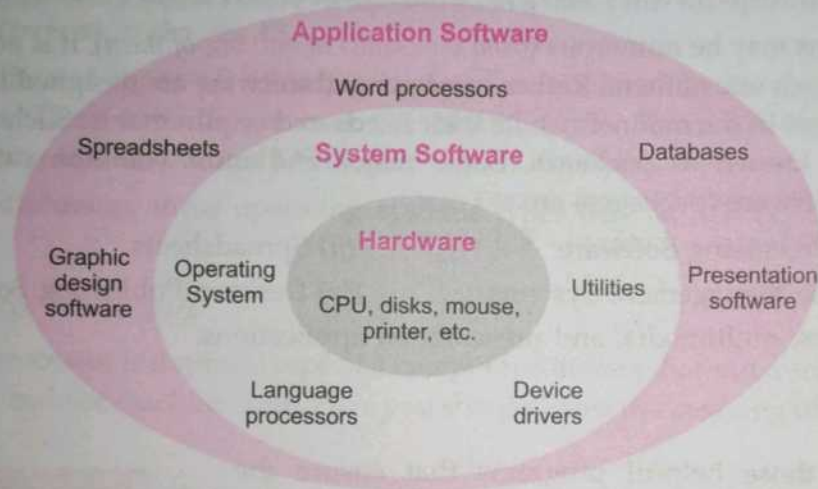 Application Software
Word processors
Spreadsheets
System Software
Databases
Hardware
Graphic
design
software
Operating
System
CPU, disks, mouse,
printer, etc.
Utilities
Presentation
software
Language
processors
Device
drivers